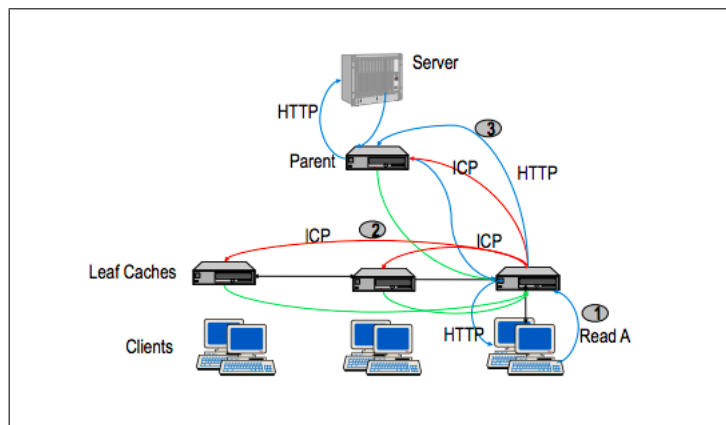 Server
HTTP
3
Parent
ICP
HTTP
ICP
2
ICP
Leaf Caches
1
HTTP
Read A
Clients